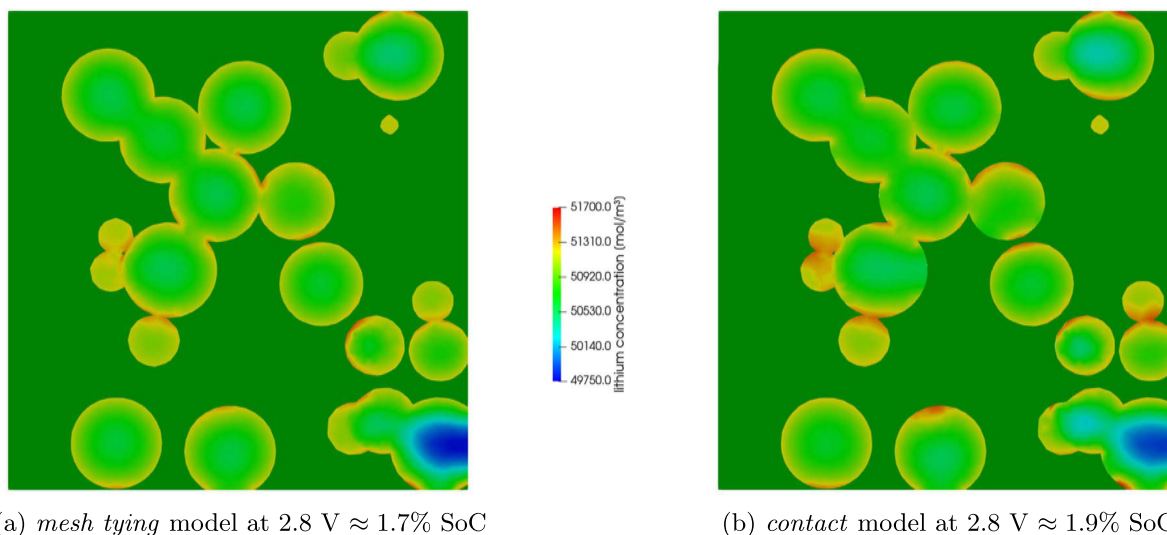 51700.0
51310.0
50920.0
50530.0
50140.0
49750.0
lithium concentration (mol/m³)
a) mesh tying model at 2.8 V ≈ 1.7% SoC
(b) contact model at 2.8 V ≈ 1.9% SoC